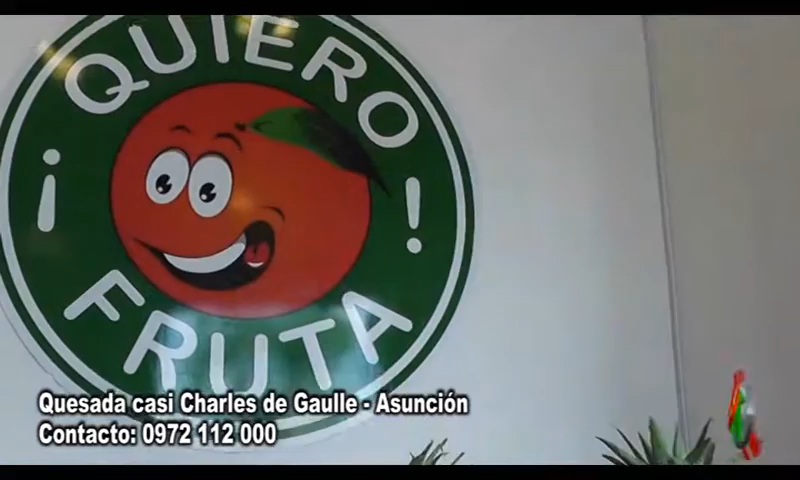 ¡QUIERO FRUTA!
Quesada casi Charles de Gaulle - Asunción
Contacto: 0972 112 000